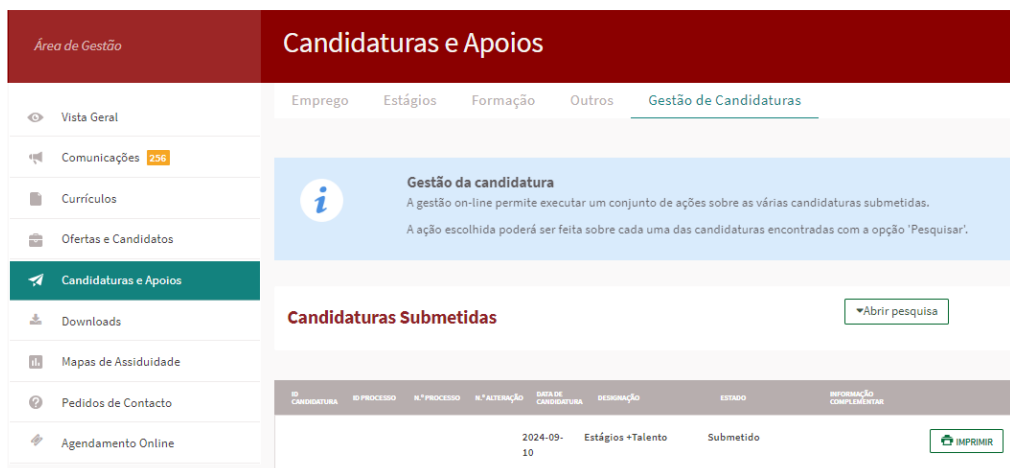 Área de Gestão
Candidaturas e Apoios
Emprego Estágios Formação Outros Gestão de Candidaturas
Vista Geral
Comunicações 256
Currículos
Ofertas e Candidatos
Candidaturas e Apoios
Downloads
Mapas de Assiduidade
Pedidos de Contacto
Agendamento Online
Gestão da candidatura
A gestão on-line permite executar um conjunto de ações sobre as várias candidaturas submetidas.
A ação escolhida poderá ser feita sobre cada uma das candidaturas encontradas com a opção 'Pesquisar'.
Candidaturas Submetidas
Abrir pesquisa
ID CANDIDATURA ID PROCESSO N.º PROCESSO N.º ALTERAÇÃO DATA DE CANDIDATURA DESIGNAÇÃO ESTADO INFORMAÇÃO COMPLEMENTAR
2024-09- Estágios +Talento Submetido IMPRIMIR
10